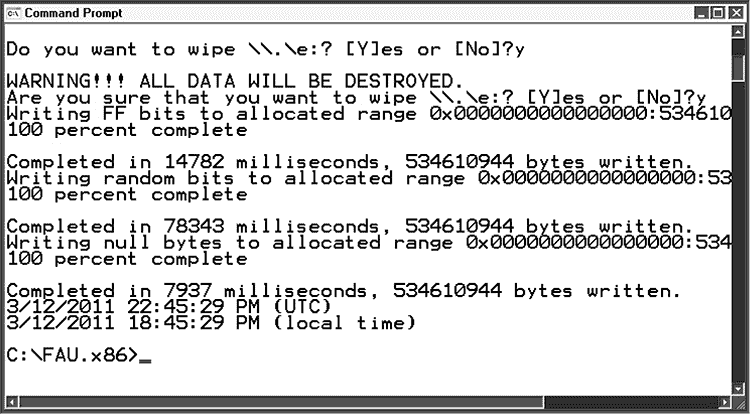 Command Prompt
Do you want to wipe \\.\e:? [Y]es or [No]?y
WARNING!!! ALL DATA WILL BE DESTROYED.
Are you sure that you want to wipe \\.\e:? [Y]es or [No]?y
Writing FF bits to allocated range 0x0000000000000000:534610
100 percent complete
Completed in 14782 milliseconds, 534610944 bytes written.
Writing random bits to allocated range 0x0000000000000000:53
100 percent complete
Completed in 78343 milliseconds, 534610944 bytes written.
Writing null bytes to allocated range 0x0000000000000000:534
100 percent complete
Completed in 7937 milliseconds, 534610944 bytes written.
3/12/2011 22:45:29 PM (UTC)
3/12/2011 18:45:29 PM (local time)
C:\FAU.x86>_